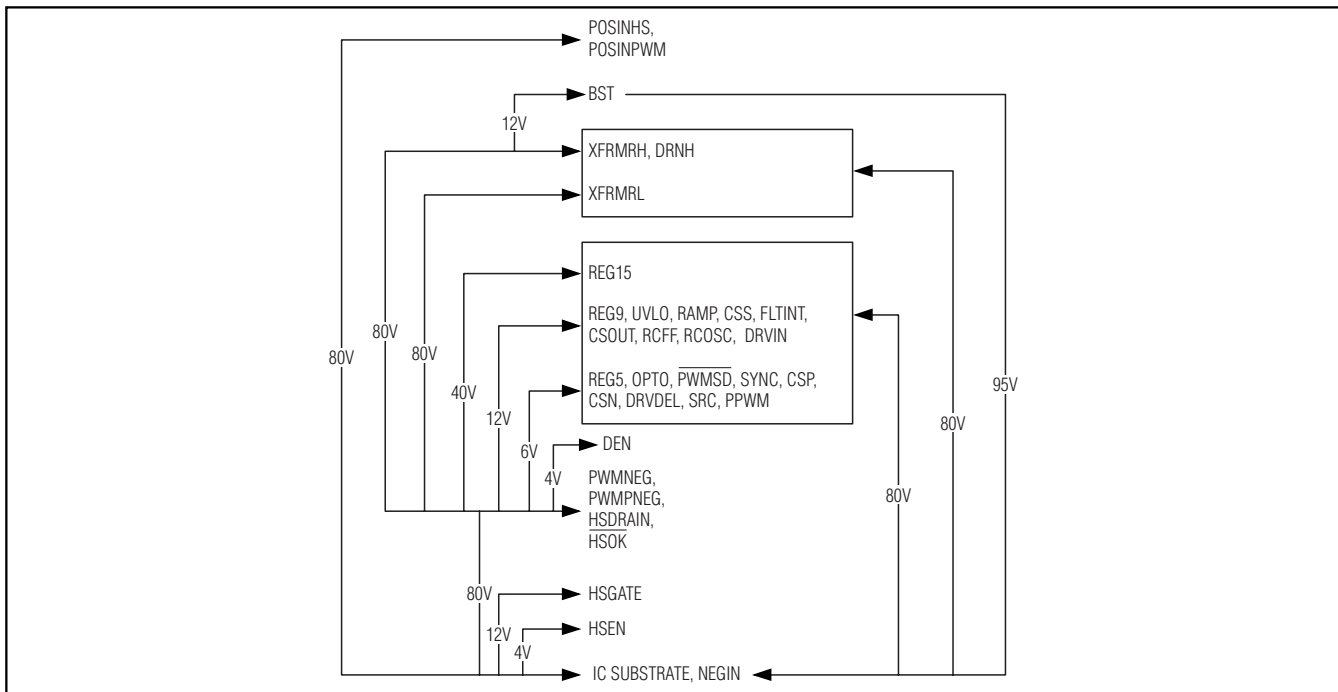 POSINHS,
POSINPWM
BST
12V
XFRMRH, DRNH
XFRMRL
REG15
REG9, UVLO, RAMP, CSS, FLTINT,
CSOUT, RCFF, RCOSC, DRVIN
REG5, OPTO, PWMSD, SYNC, CSP,
CSN, DRVDEL, SRC, PPWM
80V
80V
80V
40V
12V
6V
4V
DEN
PWMNEG,
PWMPNEG,
HSDRAIN,
HSOK
80V
80V
95V
80V
12V
4V
HSGATE
HSEN
IC SUBSTRATE, NEGIN